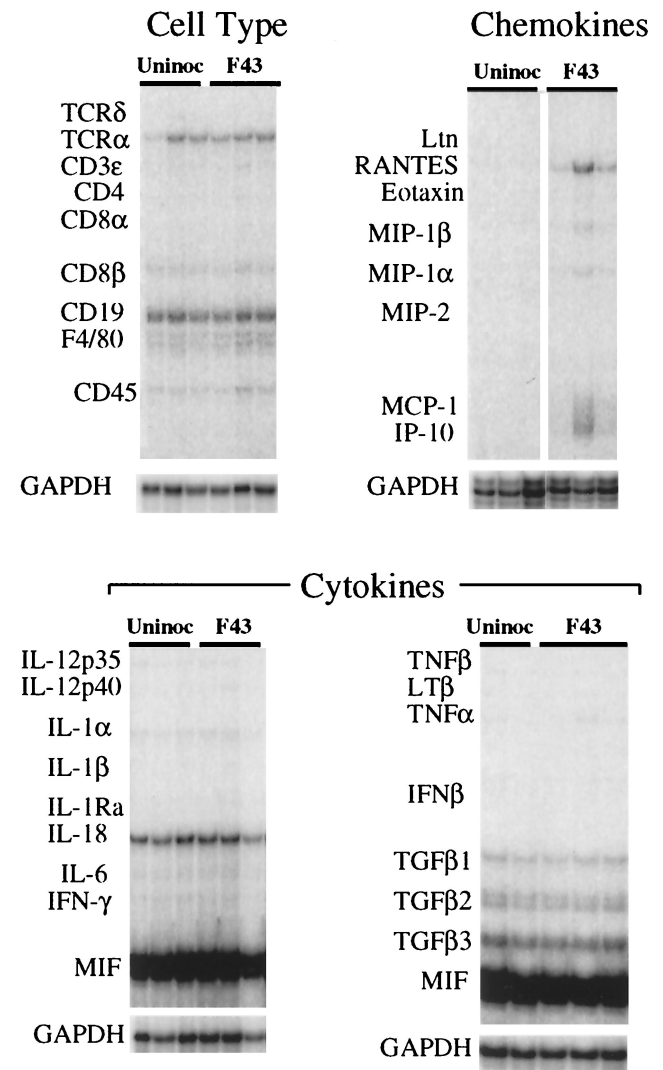 Cell Type
Uninoc F43
TCRδ
TCRα
CD3ε
CD4
CD8α
CD8β
CD19
F4/80
CD45
GAPDH
Chemokines
Uninoc F43
Ltn
RANTES
Eotaxin
MIP-1β
MIP-1α
MIP-2
MCP-1
IP-10
GAPDH
Cytokines
Uninoc F43
IL-12p35
IL-12p40
IL-1α
IL-1β
IL-1Ra
IL-18
IL-6
IFN-γ
MIF
GAPDH
Uninoc F43
TNFβ
LTβ
TNFα
IFNβ
TGFβ1
TGFβ2
TGFβ3
MIF
GAPDH